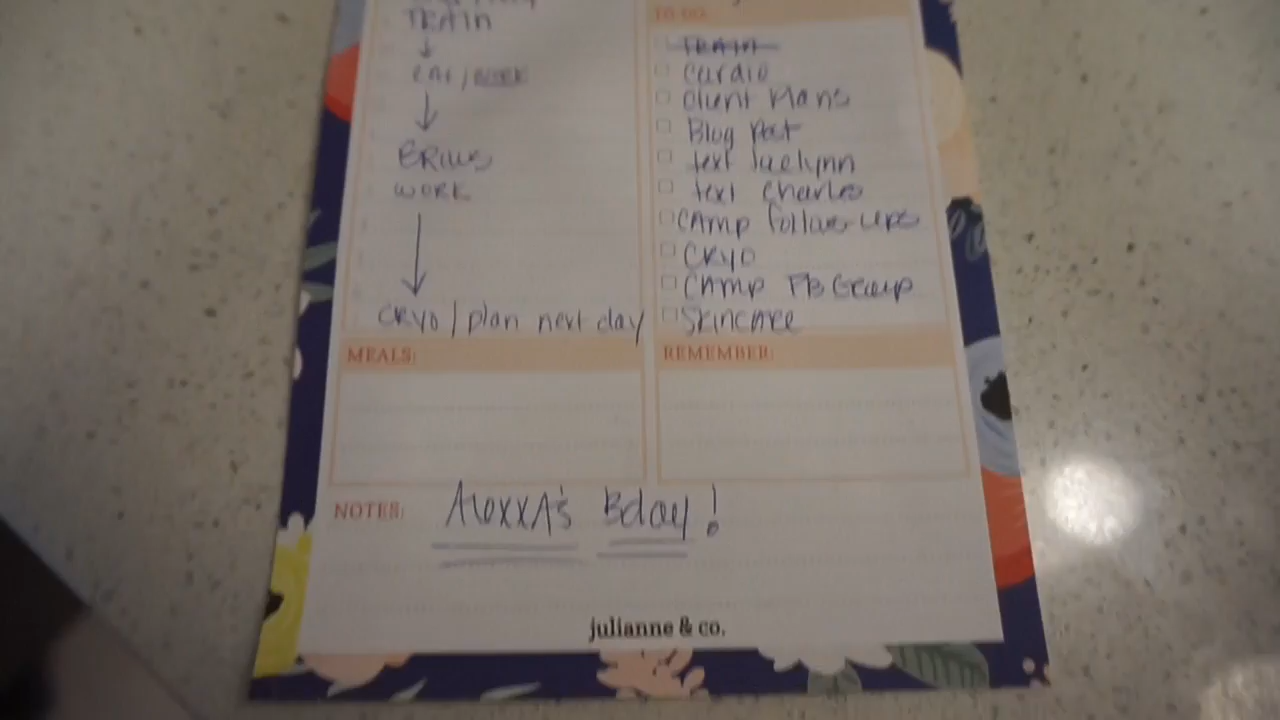 TRAIN
EAT/WORK
ERRWS
WORK
CRYO / plan next day
TO-DO:
TRAIN
Cardio
Client Plans
Blog Post
text Jaelynn
text Charles
CAMP follow-ups
CRYO
CAMP FB Group
Skincare
MEALS:
REMEMBER:
NOTES: AlexxA's Bday!
julianne & co.